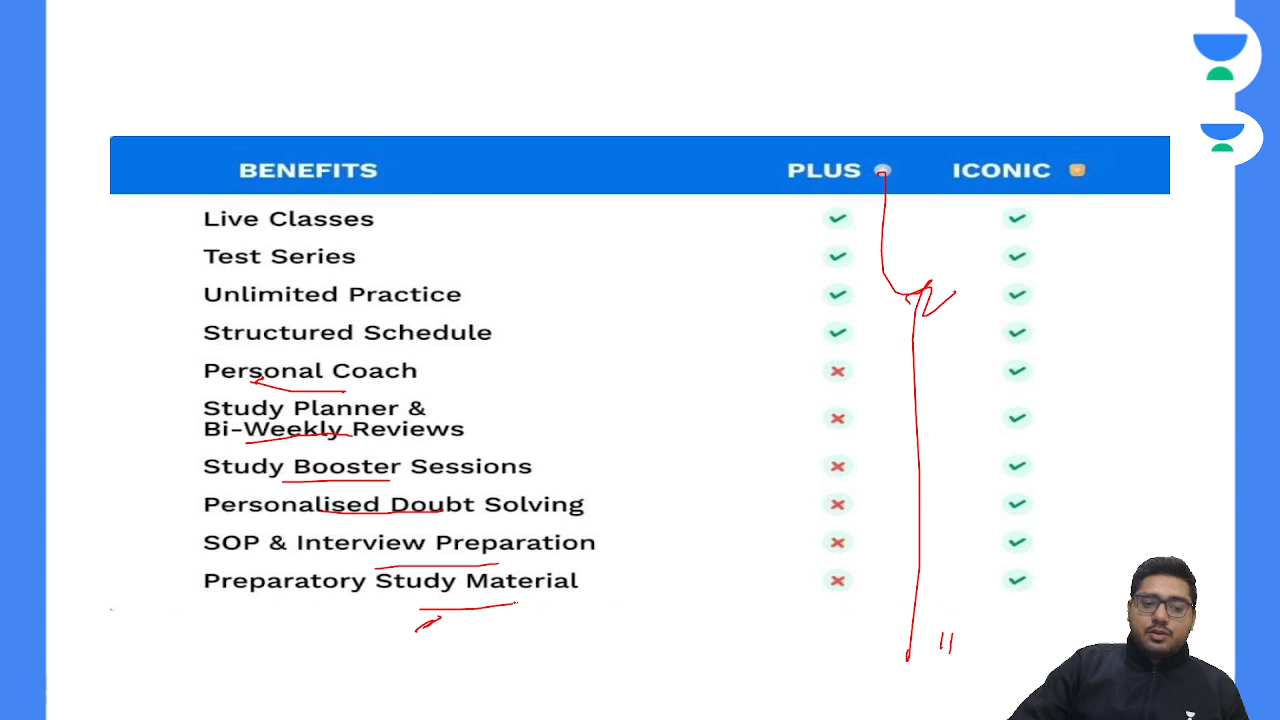 BENEFITS PLUS ICONIC
Live Classes
Test Series
Unlimited Practice
Structured Schedule
Personal Coach
Study Planner &
Bi-Weekly Reviews
Study Booster Sessions
Personalised Doubt Solving
SOP & Interview Preparation
Preparatory Study Material